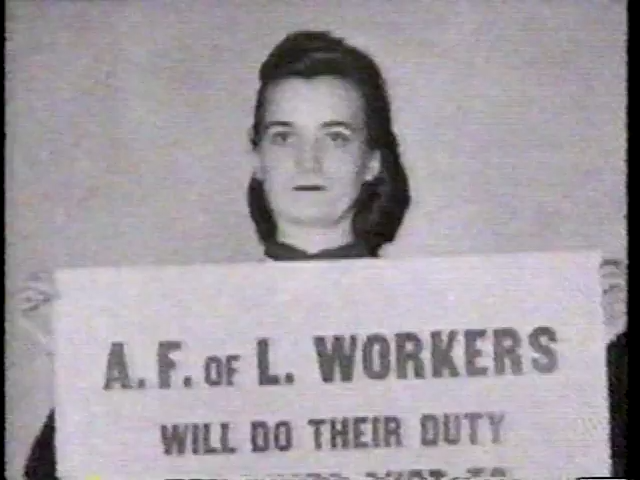 A. F. OF L. WORKERS
WILL DO THEIR DUTY